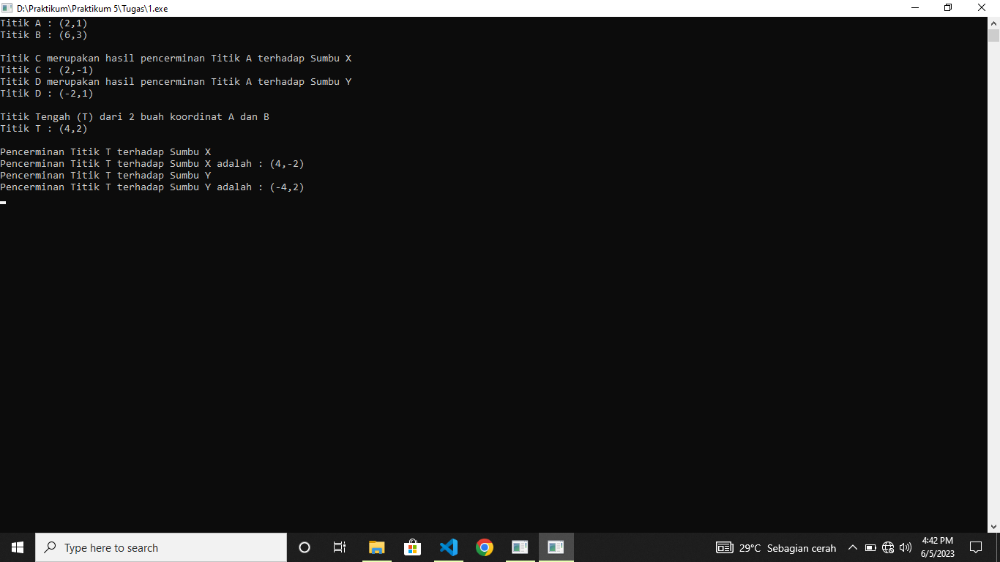 D:\Praktikum\Praktikum 5\Tugas\1.exe
Titik A : (2,1)
Titik B : (6,3)
Titik C merupakan hasil pencerminan Titik A terhadap Sumbu X
Titik C : (2,-1)
Titik D merupakan hasil pencerminan Titik A terhadap Sumbu Y
Titik D : (-2,1)
Titik Tengah (T) dari 2 buah koordinat A dan B
Titik T : (4,2)
Pencerminan Titik T terhadap Sumbu X
Pencerminan Titik T terhadap Sumbu X adalah : (4,-2)
Pencerminan Titik T terhadap Sumbu Y
Pencerminan Titik T terhadap Sumbu Y adalah : (-4,2)
Type here to search
29°C Sebagian cerah
4:42 PM
6/5/2023